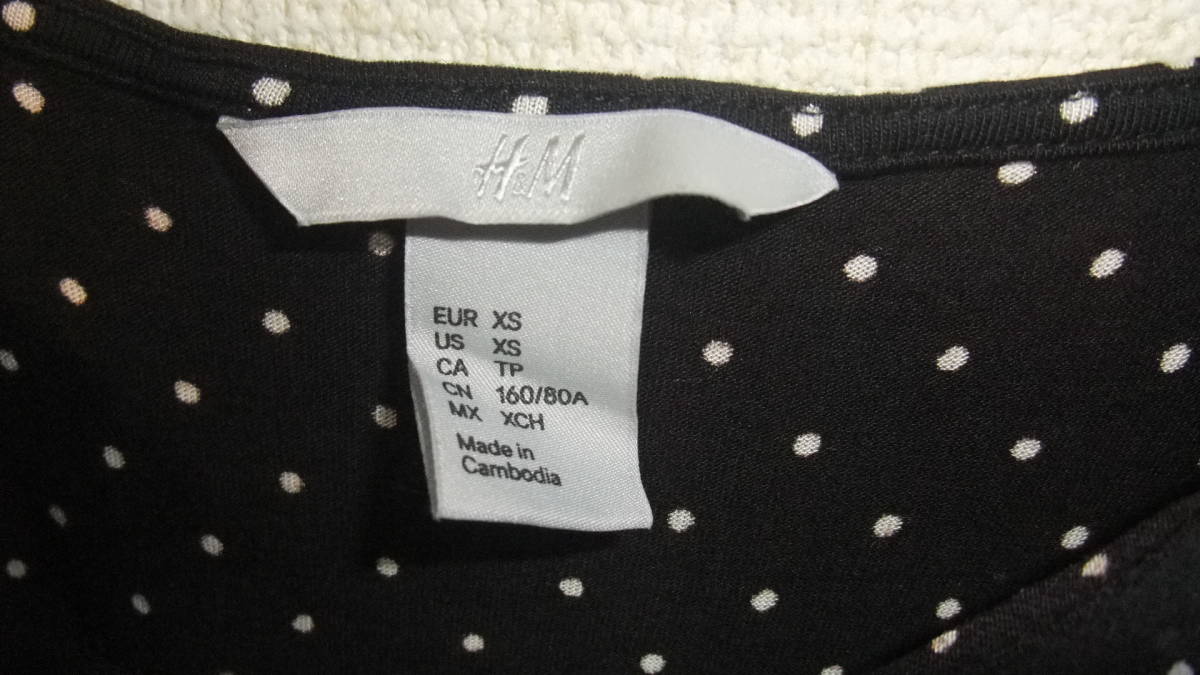 H&M
EUR XS
US XS
CA TP
CN 160/80A
MX XCH
Made in
Cambodia